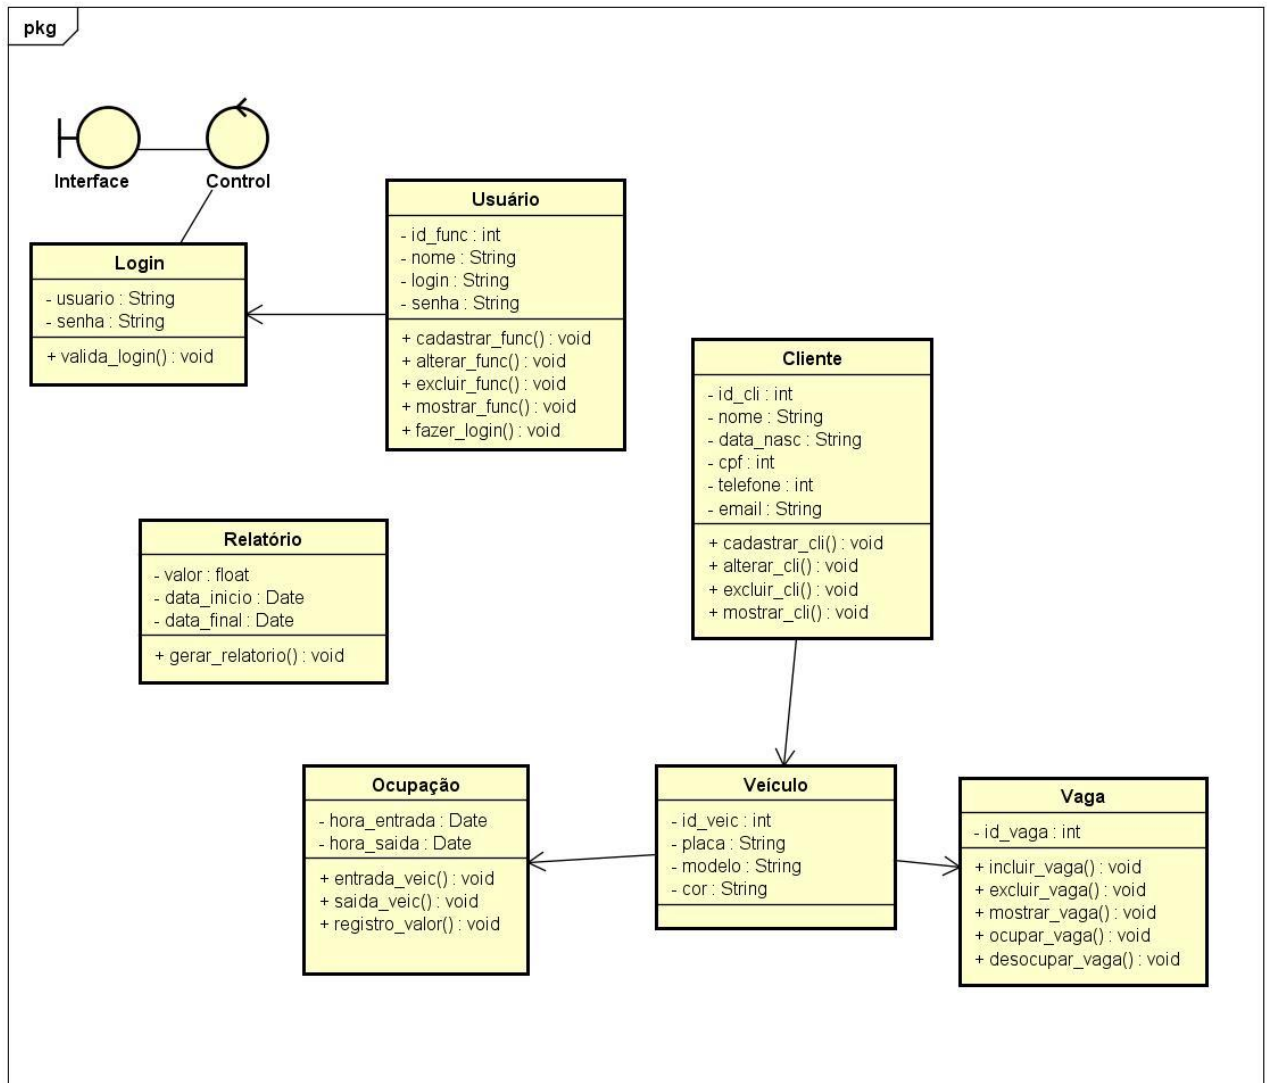 pkg
Interface
Control
Login
- usuario : String
- senha : String
+ valida_login() : void
Usuário
- id_func : int
- nome : String
- login : String
- senha : String
+ cadastrar_func() : void
+ alterar_func() : void
+ excluir_func() : void
+ mostrar_func() : void
+ fazer_login() : void
Cliente
- id_cli : int
- nome : String
- data_nasc : String
- cpf : int
- telefone : int
- email : String
+ cadastrar_cli() : void
+ alterar_cli() : void
+ excluir_cli() : void
+ mostrar_cli() : void
Relatório
- valor : float
- data_inicio : Date
- data_final : Date
+ gerar_relatorio() : void
Ocupação
- hora_entrada : Date
- hora_saida : Date
+ entrada_veic() : void
+ saida_veic() : void
+ registro_valor() : void
Veículo
- id_veic : int
- placa : String
- modelo : String
- cor : String
Vaga
- id_vaga : int
+ incluir_vaga() : void
+ excluir_vaga() : void
+ mostrar_vaga() : void
+ ocupar_vaga() : void
+ desocupar_vaga() : void